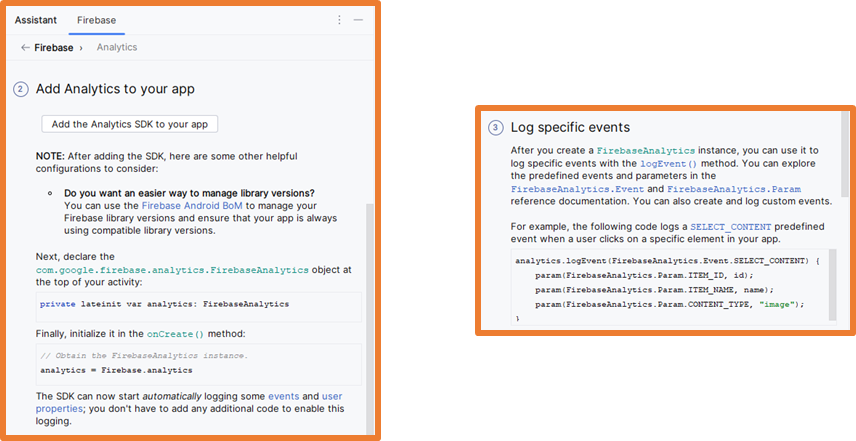 Assistant Firebase
← Firebase › Analytics
2 Add Analytics to your app
Add the Analytics SDK to your app
NOTE: After adding the SDK, here are some other helpful
configurations to consider:
Do you want an easier way to manage library versions?
You can use the Firebase Android BoM to manage your
Firebase library versions and ensure that your app is always
using compatible library versions.
Next, declare the
com.google.firebase.analytics.FirebaseAnalytics object at
the top of your activity:
private lateinit var analytics: FirebaseAnalytics
Finally, initialize it in the onCreate() method:
// Obtain the FirebaseAnalytics instance.
analytics = Firebase.analytics
The SDK can now start automatically logging some events and user
properties; you don't have to add any additional code to enable this
logging.
3 Log specific events
After you create a FirebaseAnalytics instance, you can use it to
log specific events with the logEvent() method. You can explore
the predefined events and parameters in the
FirebaseAnalytics.Event and FirebaseAnalytics.Param
reference documentation. You can also create and log custom events.
For example, the following code logs a SELECT_CONTENT predefined
event when a user clicks on a specific element in your app.
analytics.logEvent(FirebaseAnalytics.Event.SELECT_CONTENT) {
param(FirebaseAnalytics.Param.ITEM_ID, id);
param(FirebaseAnalytics.Param.ITEM_NAME, name);
param(FirebaseAnalytics.Param.CONTENT_TYPE, "image");
}